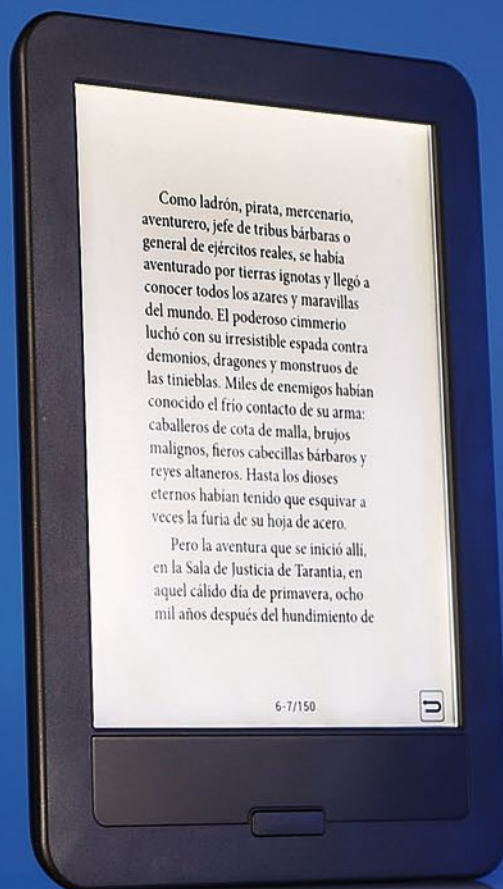 Como ladrón, pirata, mercenario,
aventurero, jefe de tribus bárbaras o
general de ejércitos reales, se había
aventurado por tierras ignotas y llegó a
conocer todos los azares y maravillas
del mundo. El poderoso cimmerio
luchó con su irresistible espada contra
demonios, dragones y monstruos de
las tinieblas. Miles de enemigos habían
conocido el frío contacto de su arma:
caballeros de cota de malla, brujos
malignos, fieros cabecillas bárbaros y
reyes altaneros. Hasta los dioses
eternos habían tenido que esquivar a
veces la furia de su hoja de acero.
Pero la aventura que se inició allí,
en la Sala de Justicia de Tarantia, en
aquel cálido día de primavera, ocho
mil años después del hundimiento de
6-7/150